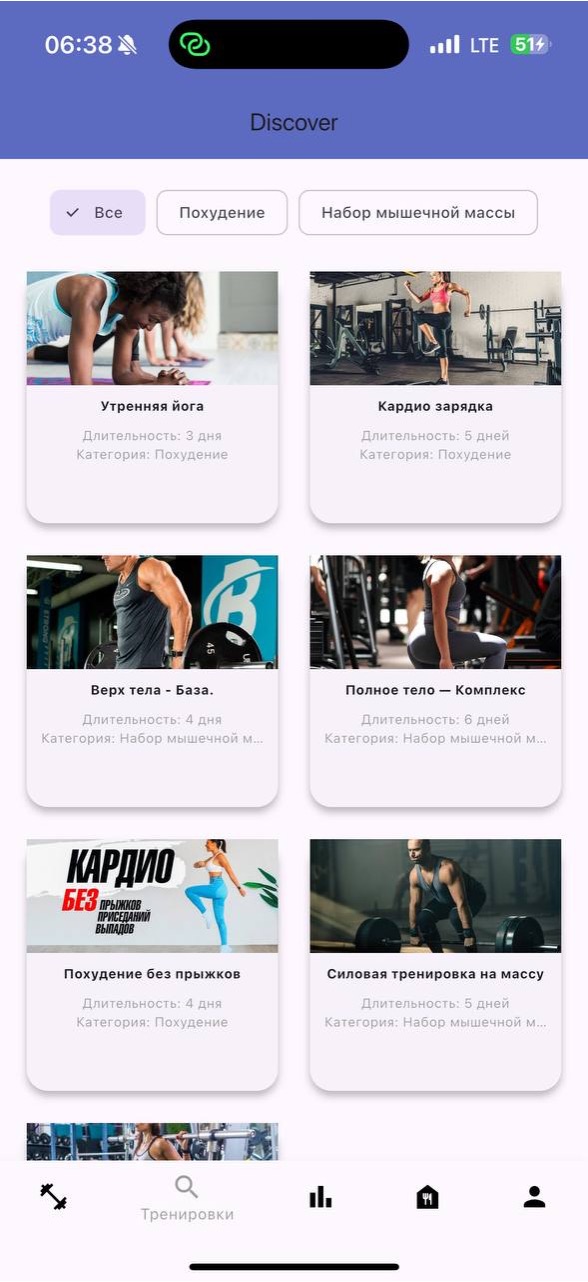 06:38 LTE 51
Discover
Все Похудение Набор мышечной массы
Утренняя йога
Длительность: 3 дня
Категория: Похудение
Кардио зарядка
Длительность: 5 дней
Категория: Похудение
B
45
Верх тела - База.
Длительность: 4 дня
Категория: Набор мышечной м...
Полное тело — Комплекс
Длительность: 6 дней
Категория: Набор мышечной м...
КАРДИО
БЕЗ ПРЫЖКОВ
ПРИСЕДАНИЙ
ВЫПАДОВ
Похудение без прыжков
Длительность: 4 дня
Категория: Похудение
Силовая тренировка на массу
Длительность: 5 дней
Категория: Набор мышечной м...
Тренировки